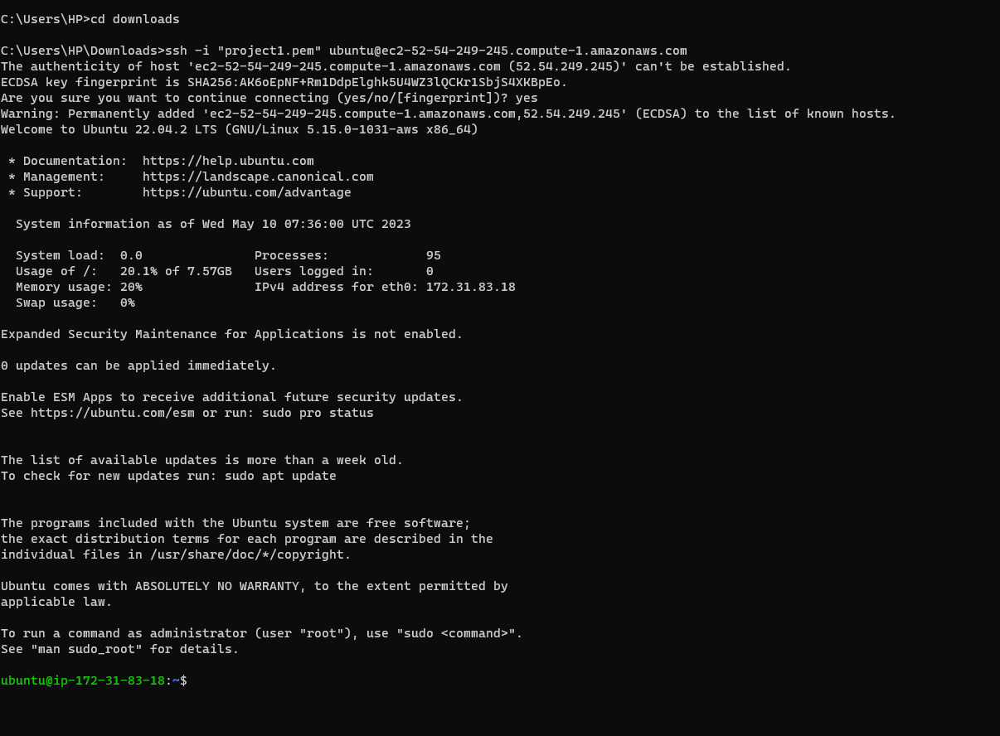 C:\Users\HP>cd downloads
C:\Users\HP\Downloads>ssh -i "project1.pem" ubuntu@ec2-52-54-249-245.compute-1.amazonaws.com
The authenticity of host 'ec2-52-54-249-245.compute-1.amazonaws.com (52.54.249.245)' can't be established.
ECDSA key fingerprint is SHA256:AK6oEpNF+Rm1DdpElghk5U4WZ3lQCKr1SbjS4XKBpEo.
Are you sure you want to continue connecting (yes/no/[fingerprint])? yes
Warning: Permanently added 'ec2-52-54-249-245.compute-1.amazonaws.com,52.54.249.245' (ECDSA) to the list of known hosts.
Welcome to Ubuntu 22.04.2 LTS (GNU/Linux 5.15.0-1031-aws x86_64)
* Documentation:  https://help.ubuntu.com
* Management:     https://landscape.canonical.com
* Support:        https://ubuntu.com/advantage
System information as of Wed May 10 07:36:00 UTC 2023
System load:  0.0               Processes:             95
Usage of /:   20.1% of 7.57GB   Users logged in:       0
Memory usage: 20%               IPv4 address for eth0: 172.31.83.18
Swap usage:   0%
Expanded Security Maintenance for Applications is not enabled.
0 updates can be applied immediately.
Enable ESM Apps to receive additional future security updates.
See https://ubuntu.com/esm or run: sudo pro status
The list of available updates is more than a week old.
To check for new updates run: sudo apt update
The programs included with the Ubuntu system are free software;
the exact distribution terms for each program are described in the
individual files in /usr/share/doc/*/copyright.
Ubuntu comes with ABSOLUTELY NO WARRANTY, to the extent permitted by
applicable law.
To run a command as administrator (user "root"), use "sudo <command>".
See "man sudo_root" for details.
ubuntu@ip-172-31-83-18:~$